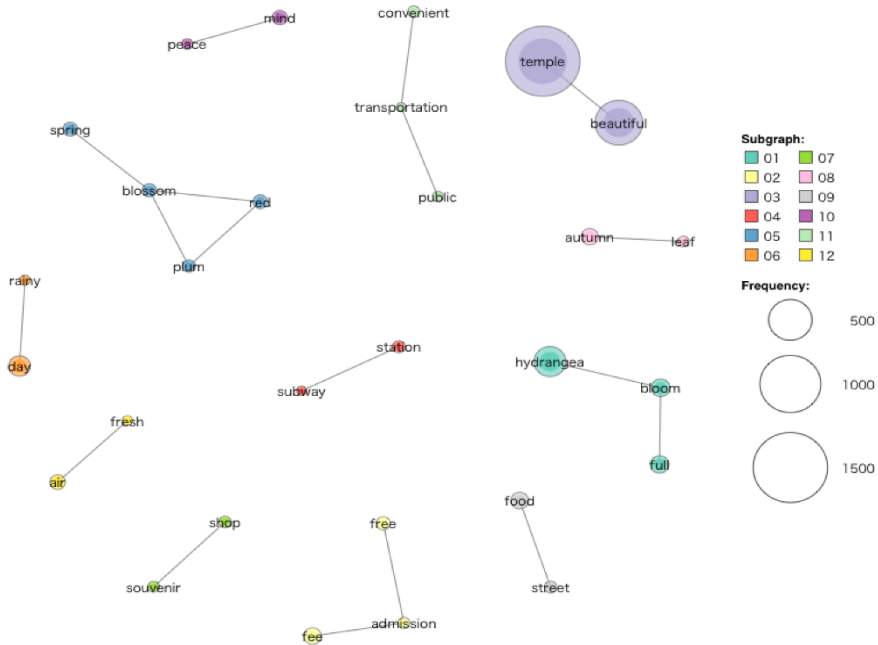 mind
peace
convenient
transportation
public
temple
beautiful
spring
blossom
red
plum
autumn
leaf
rainy
day
station
subway
hydrangea
bloom
full
fresh
air
shop
souvenir
free
admission
fee
food
street
Subgraph:
01 07
02 08
03 09
04 10
05 11
06 12
Frequency:
500
1000
1500